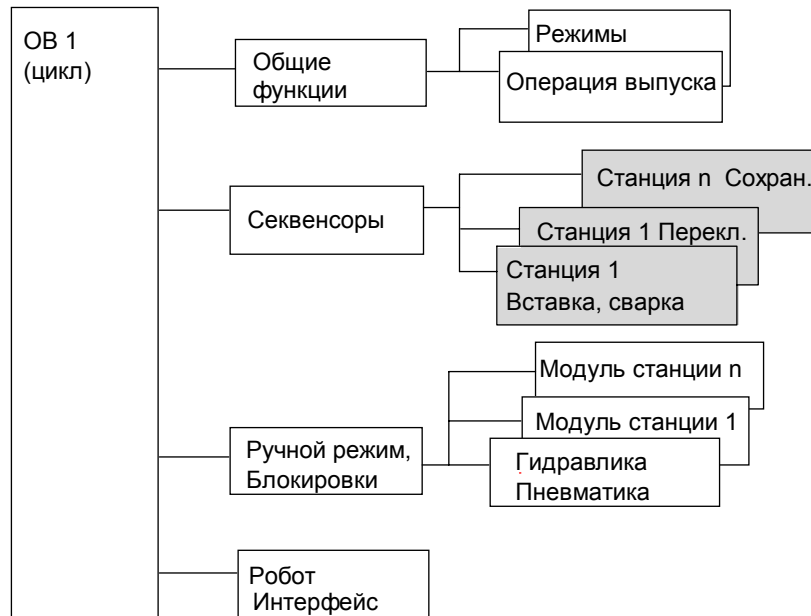 ОВ 1
(цикл)
Общие
функции
Режимы
Операция выпуска
Секвенсоры
Станция n Сохран.
Станция 1 Перекл.
Станция 1
Вставка, сварка
Ручной режим,
Блокировки
Модуль станции n
Модуль станции 1
Гидравлика
Пневматика
Робот
Интерфейс